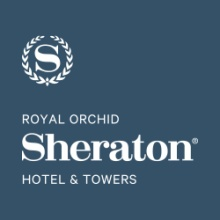 S
ROYAL ORCHID
Sheraton®
HOTEL & TOWERS